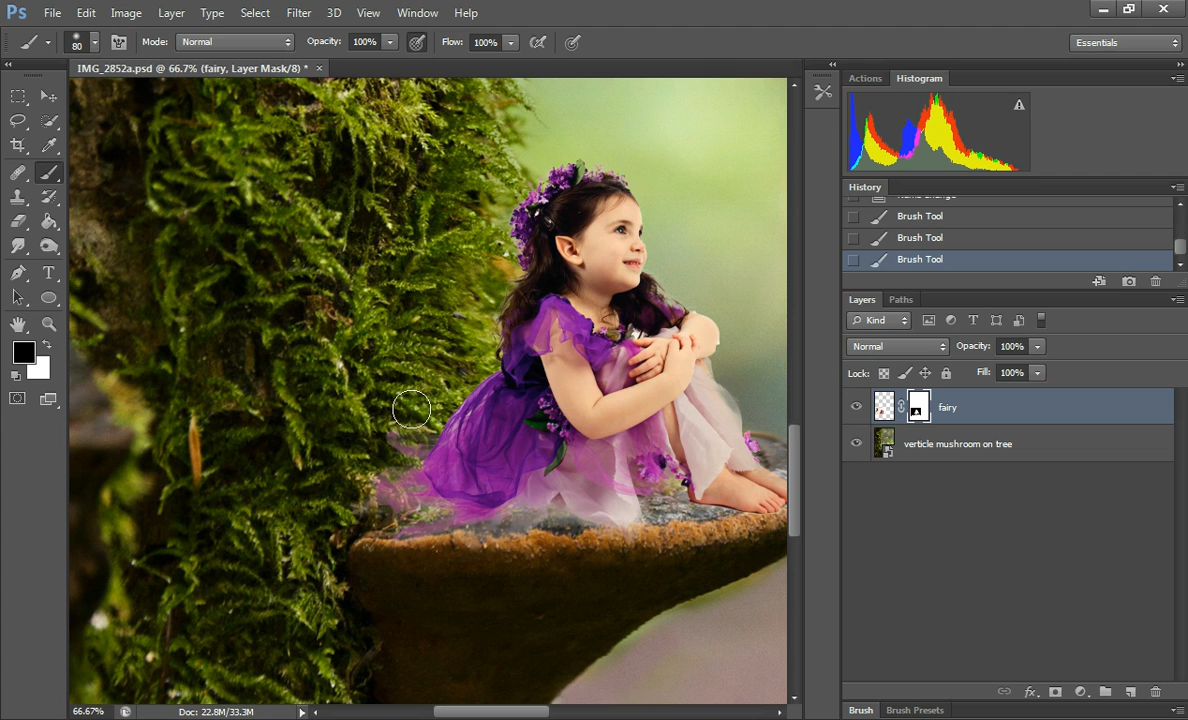 Ps File Edit Image Layer Type Select Filter 3D View Window Help
80 Mode: Normal Opacity: 100% Flow: 100% Essentials
IMG_2852a.psd @ 66.7% (fairy, Layer Mask/8) * ×
Actions Histogram
History
Brush Tool
Brush Tool
Brush Tool
Layers Paths
Kind
Normal Opacity: 100%
Lock: Fill: 100%
fairy
verticle mushroom on tree
fx
66.67% Doc: 22.8M/33.3M
Brush Brush Presets